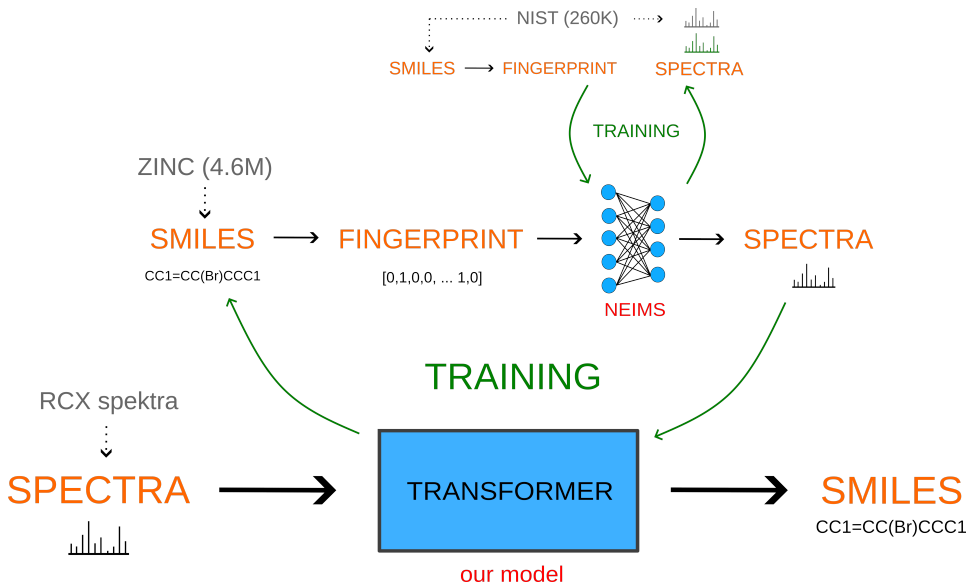 NIST (260K)
SMILES FINGERPRINT SPECTRA
TRAINING
ZINC (4.6M)
SMILES FINGERPRINT SPECTRA
CC1=CC(Br)CCC1 [0,1,0,0, ... 1,0]
NEIMS
TRAINING
RCX spektra
SPECTRA TRANSFORMER SMILES
CC1=CC(Br)CCC1
our model